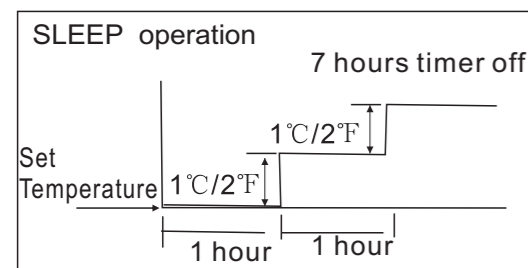 SLEEP operation
7 hours timer off
1℃/2℉
Set
Temperature
1℃/2℉
1 hour
1 hour